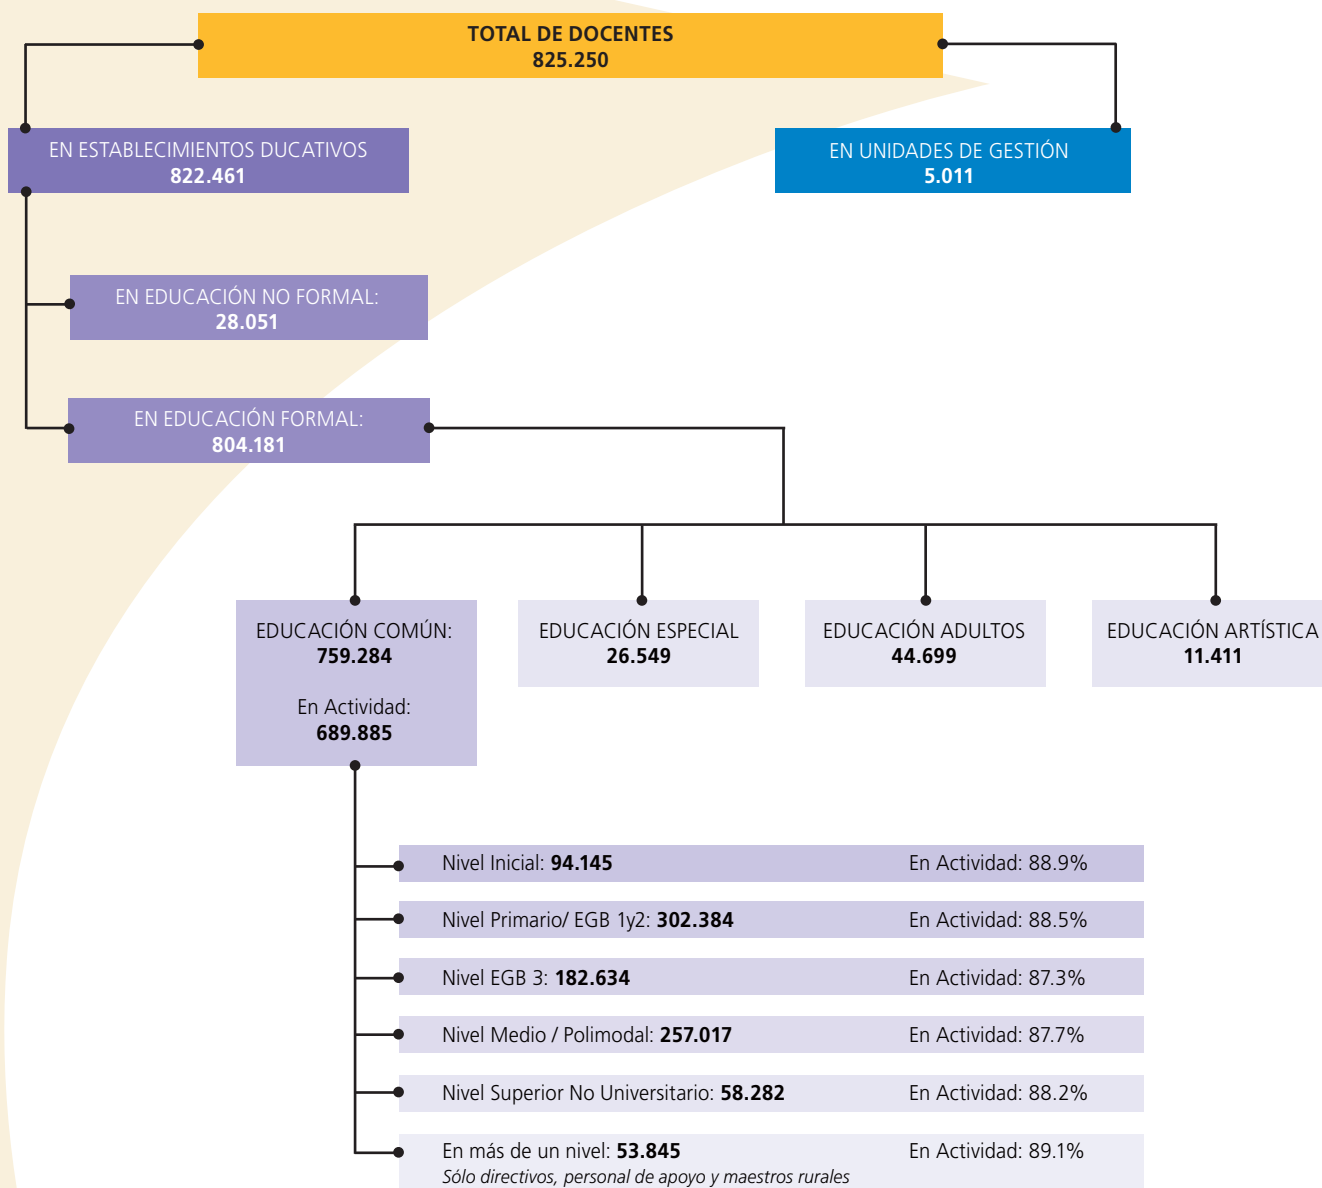 TOTAL DE DOCENTES
825.250
EN ESTABLECIMIENTOS DUCATIVOS
822.461
EN UNIDADES DE GESTIÓN
5.011
EN EDUCACIÓN NO FORMAL:
28.051
EN EDUCACIÓN FORMAL:
804.181
EDUCACIÓN COMÚN:
759.284
En Actividad:
689.885
EDUCACIÓN ESPECIAL
26.549
EDUCACIÓN ADULTOS
44.699
EDUCACIÓN ARTÍSTICA
11.411
Nivel Inicial: 94.145 En Actividad: 88.9%
Nivel Primario/ EGB 1y2: 302.384 En Actividad: 88.5%
Nivel EGB 3: 182.634 En Actividad: 87.3%
Nivel Medio / Polimodal: 257.017 En Actividad: 87.7%
Nivel Superior No Universitario: 58.282 En Actividad: 88.2%
En más de un nivel: 53.845 En Actividad: 89.1%
Sólo directivos, personal de apoyo y maestros rurales